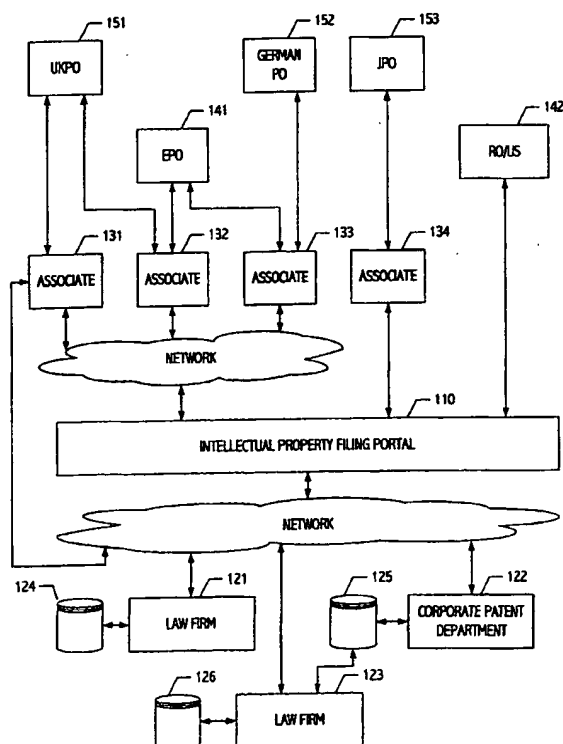 151
UKPO
152
GERMAN
PO
153
JPO
141
EPO
142
RO/US
131
ASSOCIATE
132
ASSOCIATE
133
ASSOCIATE
134
ASSOCIATE
NETWORK
110
INTELLECTUAL PROPERTY FILING PORTAL
NETWORK
124
121
LAW FIRM
125
122
CORPORATE PATENT
DEPARTMENT
126
123
LAW FIRM